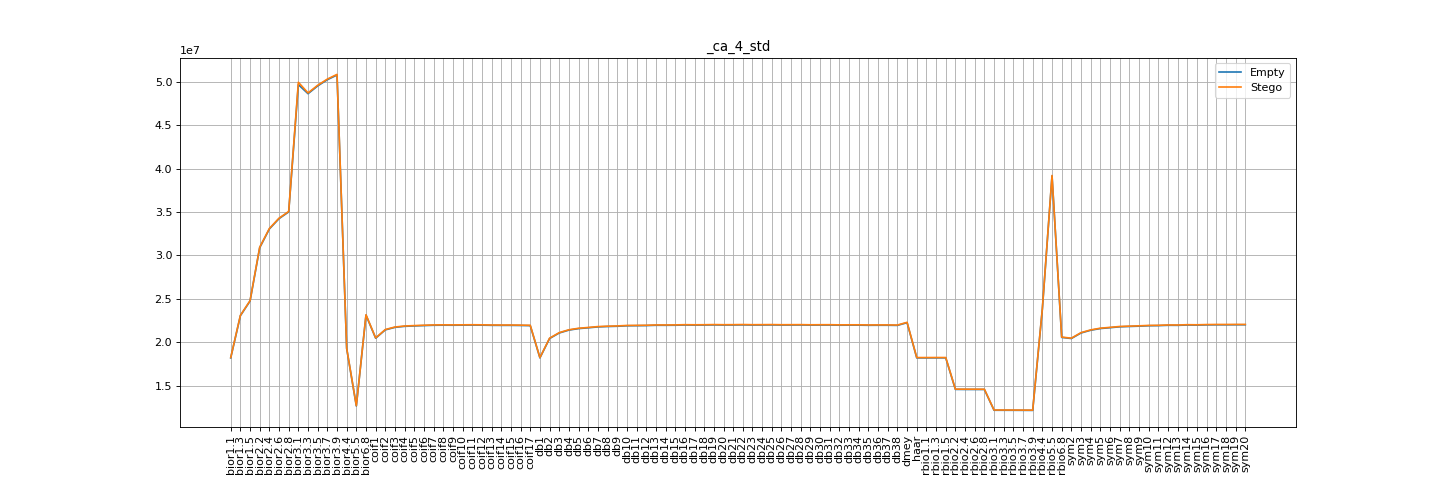 _ca_4_std
1e7
Empty
Stego
5.0
4.5
4.0
3.5
3.0
2.5
2.0
1.5
bior1.1
bior1.3
bior1.5
bior2.2
bior2.4
bior2.6
bior2.8
bior3.1
bior3.3
bior3.5
bior3.7
bior3.9
bior4.4
bior5.5
bior6.8
coif1
coif2
coif3
coif4
coif5
coif6
coif7
coif8
coif9
coif10
coif11
coif12
coif13
coif14
coif15
coif16
coif17
db1
db2
db3
db4
db5
db6
db7
db8
db9
db10
db11
db12
db13
db14
db15
db16
db17
db18
db19
db20
db21
db22
db23
db24
db25
db26
db27
db28
db29
db30
db31
db32
db33
db34
db35
db36
db37
db38
dmey
haar
rbio1.1
rbio1.3
rbio1.5
rbio2.2
rbio2.4
rbio2.6
rbio2.8
rbio3.1
rbio3.3
rbio3.5
rbio3.7
rbio3.9
rbio4.4
rbio5.5
rbio6.8
sym2
sym3
sym4
sym5
sym6
sym7
sym8
sym9
sym10
sym11
sym12
sym13
sym14
sym15
sym16
sym17
sym18
sym19
sym20